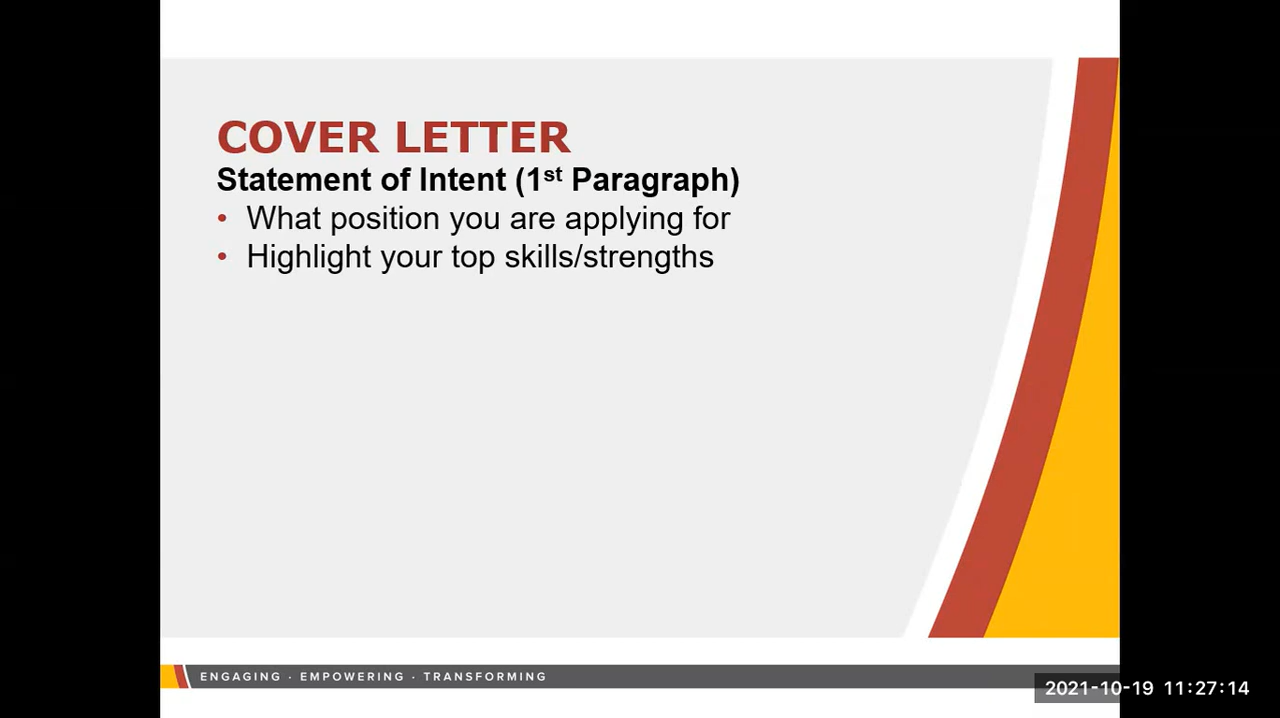 COVER LETTER
Statement of Intent (1st Paragraph)
• What position you are applying for
• Highlight your top skills/strengths
ENGAGING · EMPOWERING · TRANSFORMING
2021-10-19 11:27:14